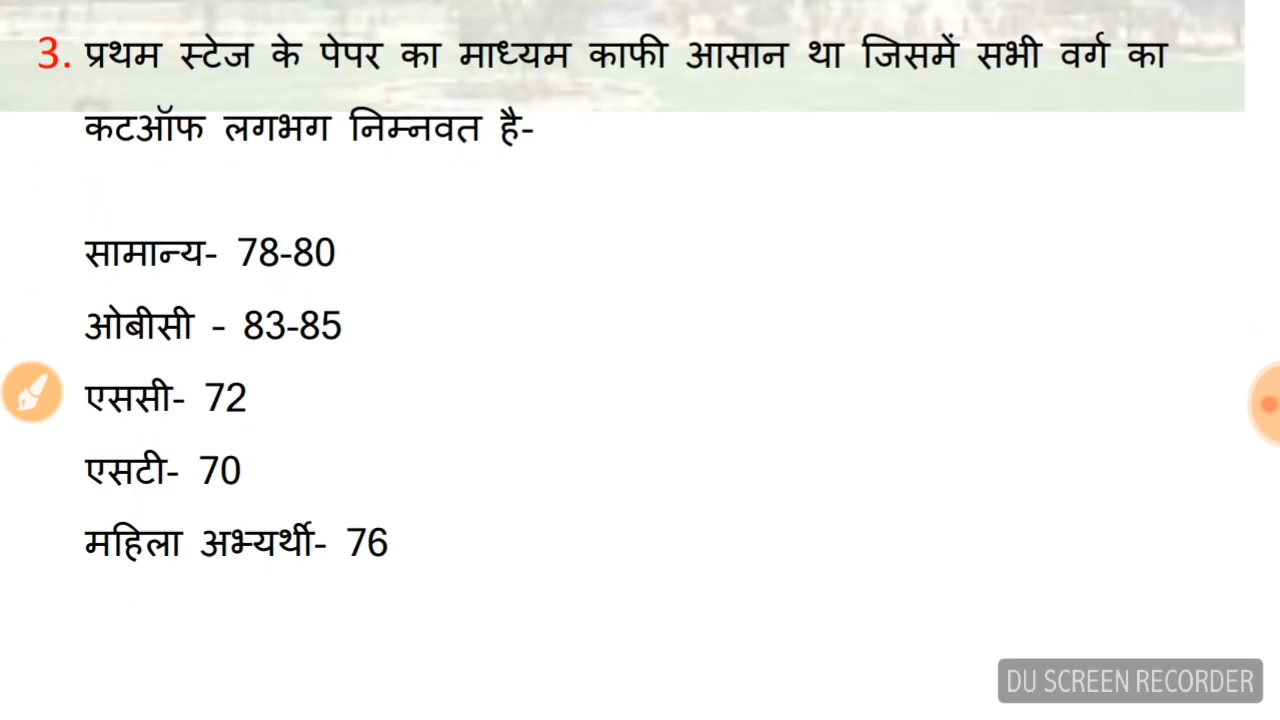 3. प्रथम स्टेज के पेपर का माध्यम काफी आसान था जिसमें सभी वर्ग का
कटऑफ लगभग निम्नवत है-
सामान्य- 78-80
ओबीसी - 83-85
एससी- 72
एसटी- 70
महिला अभ्यर्थी- 76
DU SCREEN RECORDER